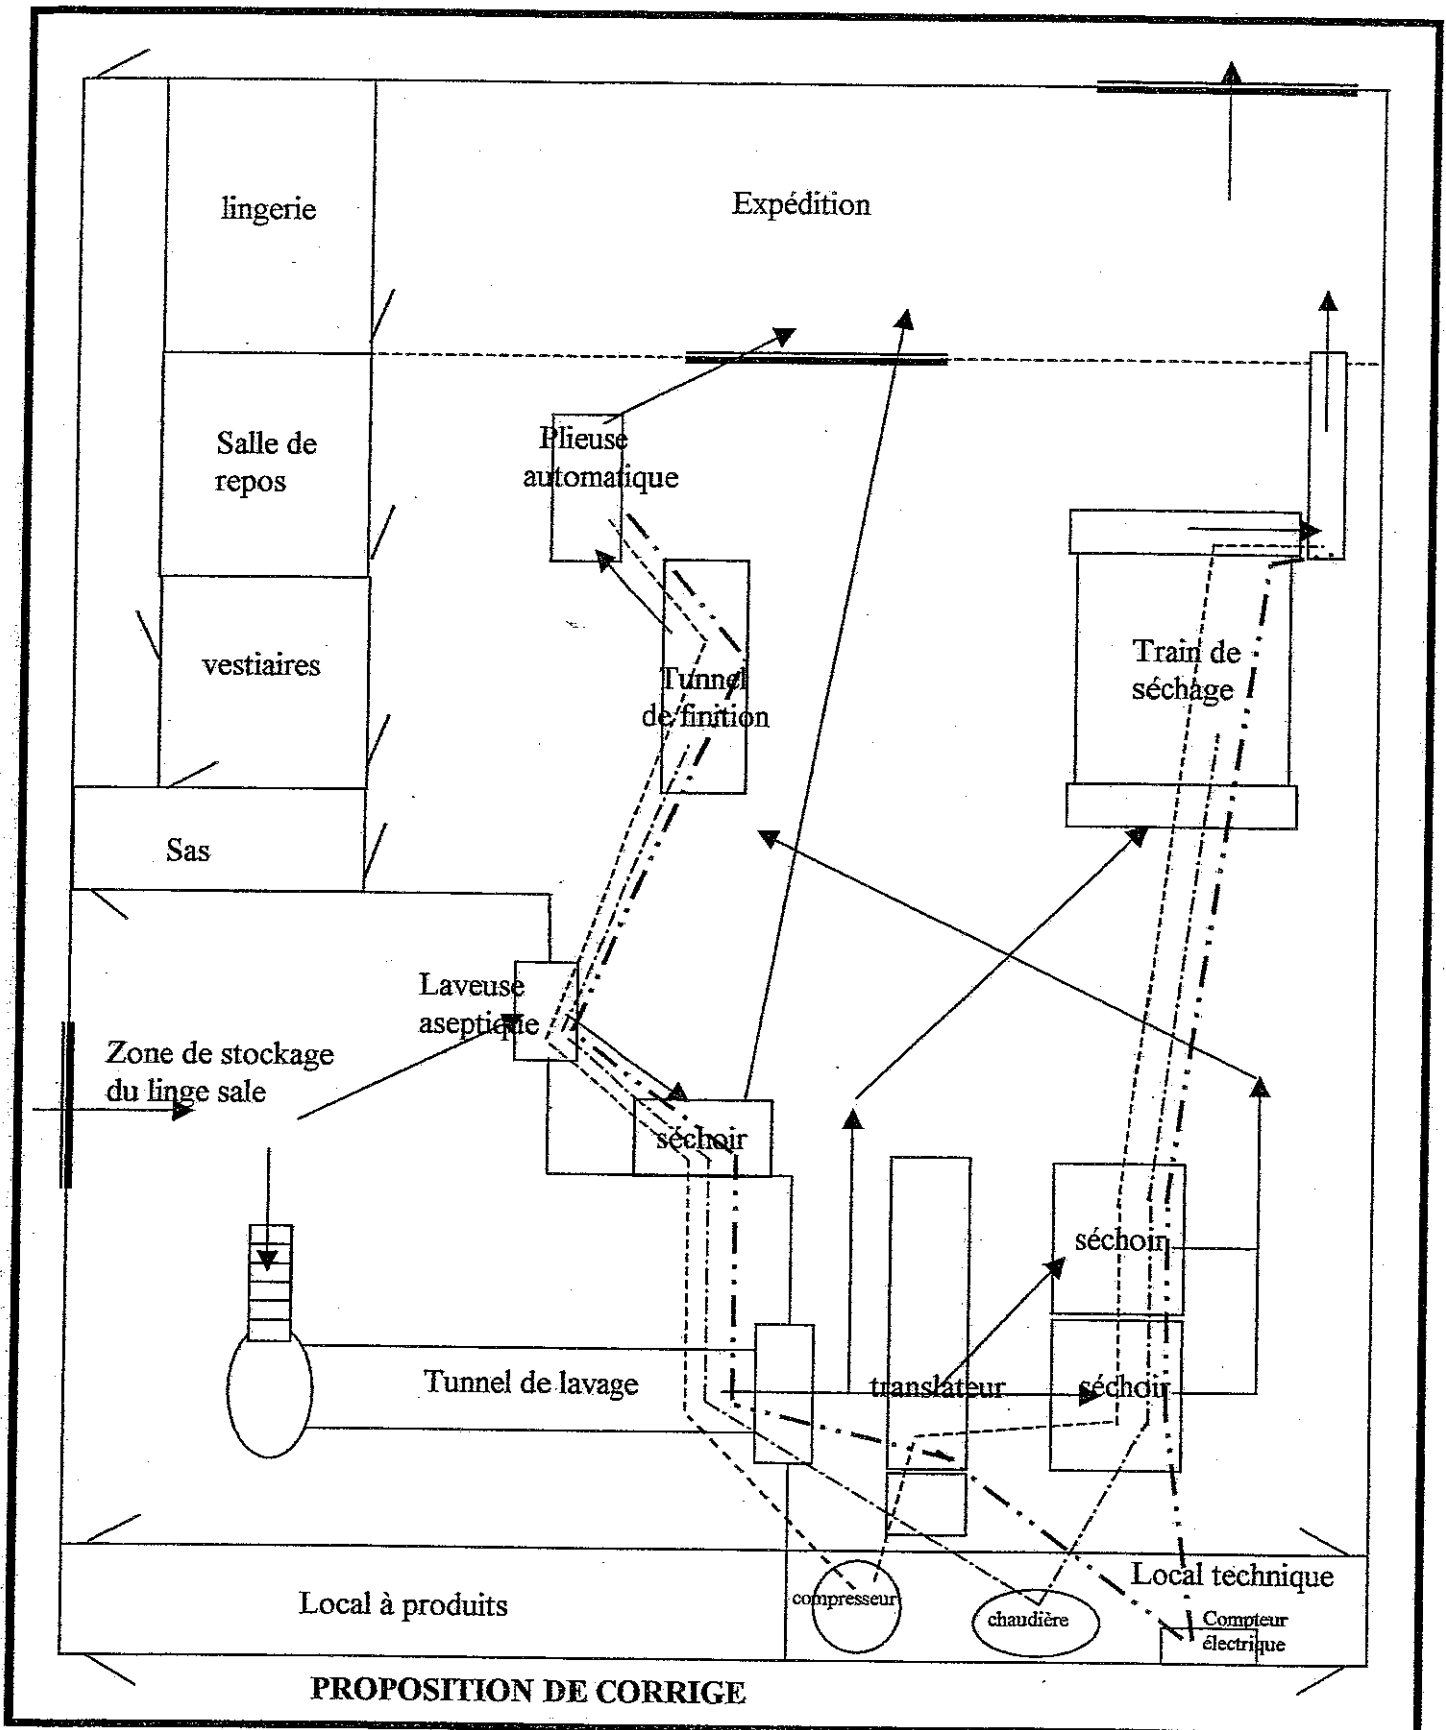 lingerie
Expédition
Salle de
repos
Plieuse
automatique
vestiaires
Tunnel
de finition
Train de
séchage
Sas
Laveuse
aseptique
Zone de stockage
du linge sale
séchoir
séchoir
Tunnel de lavage
translateur
séchoir
Local à produits
compresseur
chaudière
Local technique
Compteur
électrique
PROPOSITION DE CORRIGE